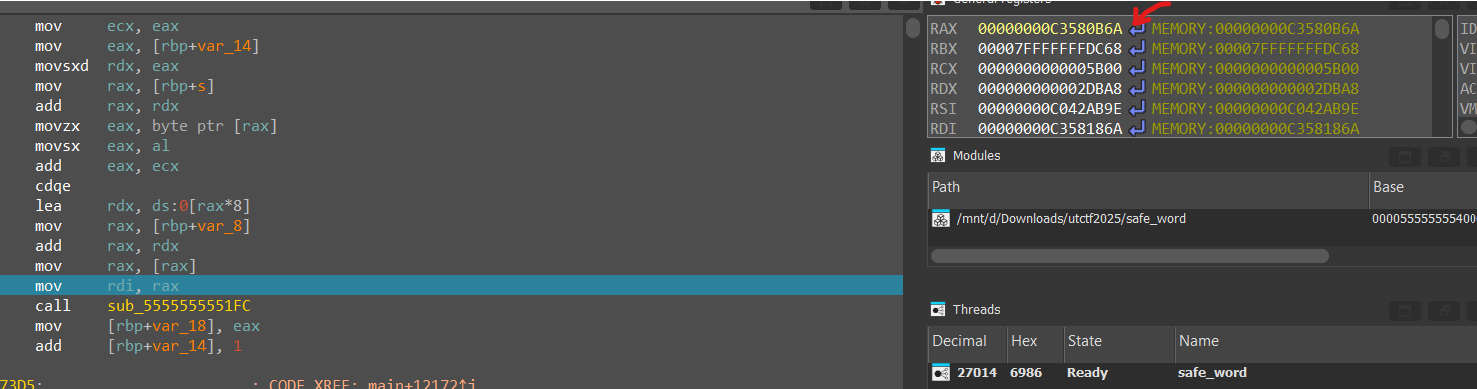 mov ecx, eax
mov eax, [rbp+var_14]
movsxd rdx, eax
mov rax, [rbp+s]
add rax, rdx
movzx eax, byte ptr [rax]
movsx eax, al
add eax, ecx
cdqe
lea rdx, ds:0[rax*8]
mov rax, [rbp+var_8]
add rax, rdx
mov rax, [rax]
mov rdi, rax
call sub_5555555551FC
mov [rbp+var_18], eax
add [rbp+var_14], 1
73D5: ; CODE XREF: main+12172↑j
General registers
RAX 00000000C3580B6A MEMORY:00000000C3580B6A
RBX 00007FFFFFFFDC68 MEMORY:00007FFFFFFFDC68
RCX 0000000000005B00 MEMORY:0000000000005B00
RDX 000000000002DBA8 MEMORY:000000000002DBA8
RSI 00000000C042AB9E MEMORY:00000000C042AB9E
RDI 00000000C358186A MEMORY:00000000C358186A
ID
VI
VI
AC
VM
Modules
Path Base
/mnt/d/Downloads/utctf2025/safe_word 0000555555555400
Threads
Decimal Hex State Name
27014 6986 Ready safe_word